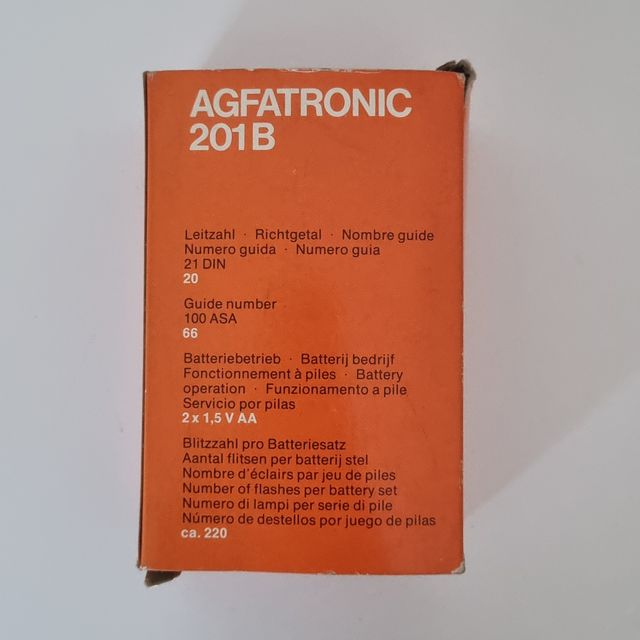 AGFATRONIC
201B
Leitzahl · Richtgetal · Nombre guide
Numero guida · Numero guia
21 DIN
20
Guide number
100 ASA
66
Batteriebetrieb · Batterij bedrijf
Fonctionnement à piles · Battery
operation · Funzionamento a pile
Servicio por pilas
2 x 1,5 V AA
Blitzzahl pro Batteriesatz
Aantal flitsen per batterij stel
Nombre d'éclairs par jeu de piles
Number of flashes per battery set
Numero di lampi per serie di pile
Número de destellos por juego de pilas
ca. 220